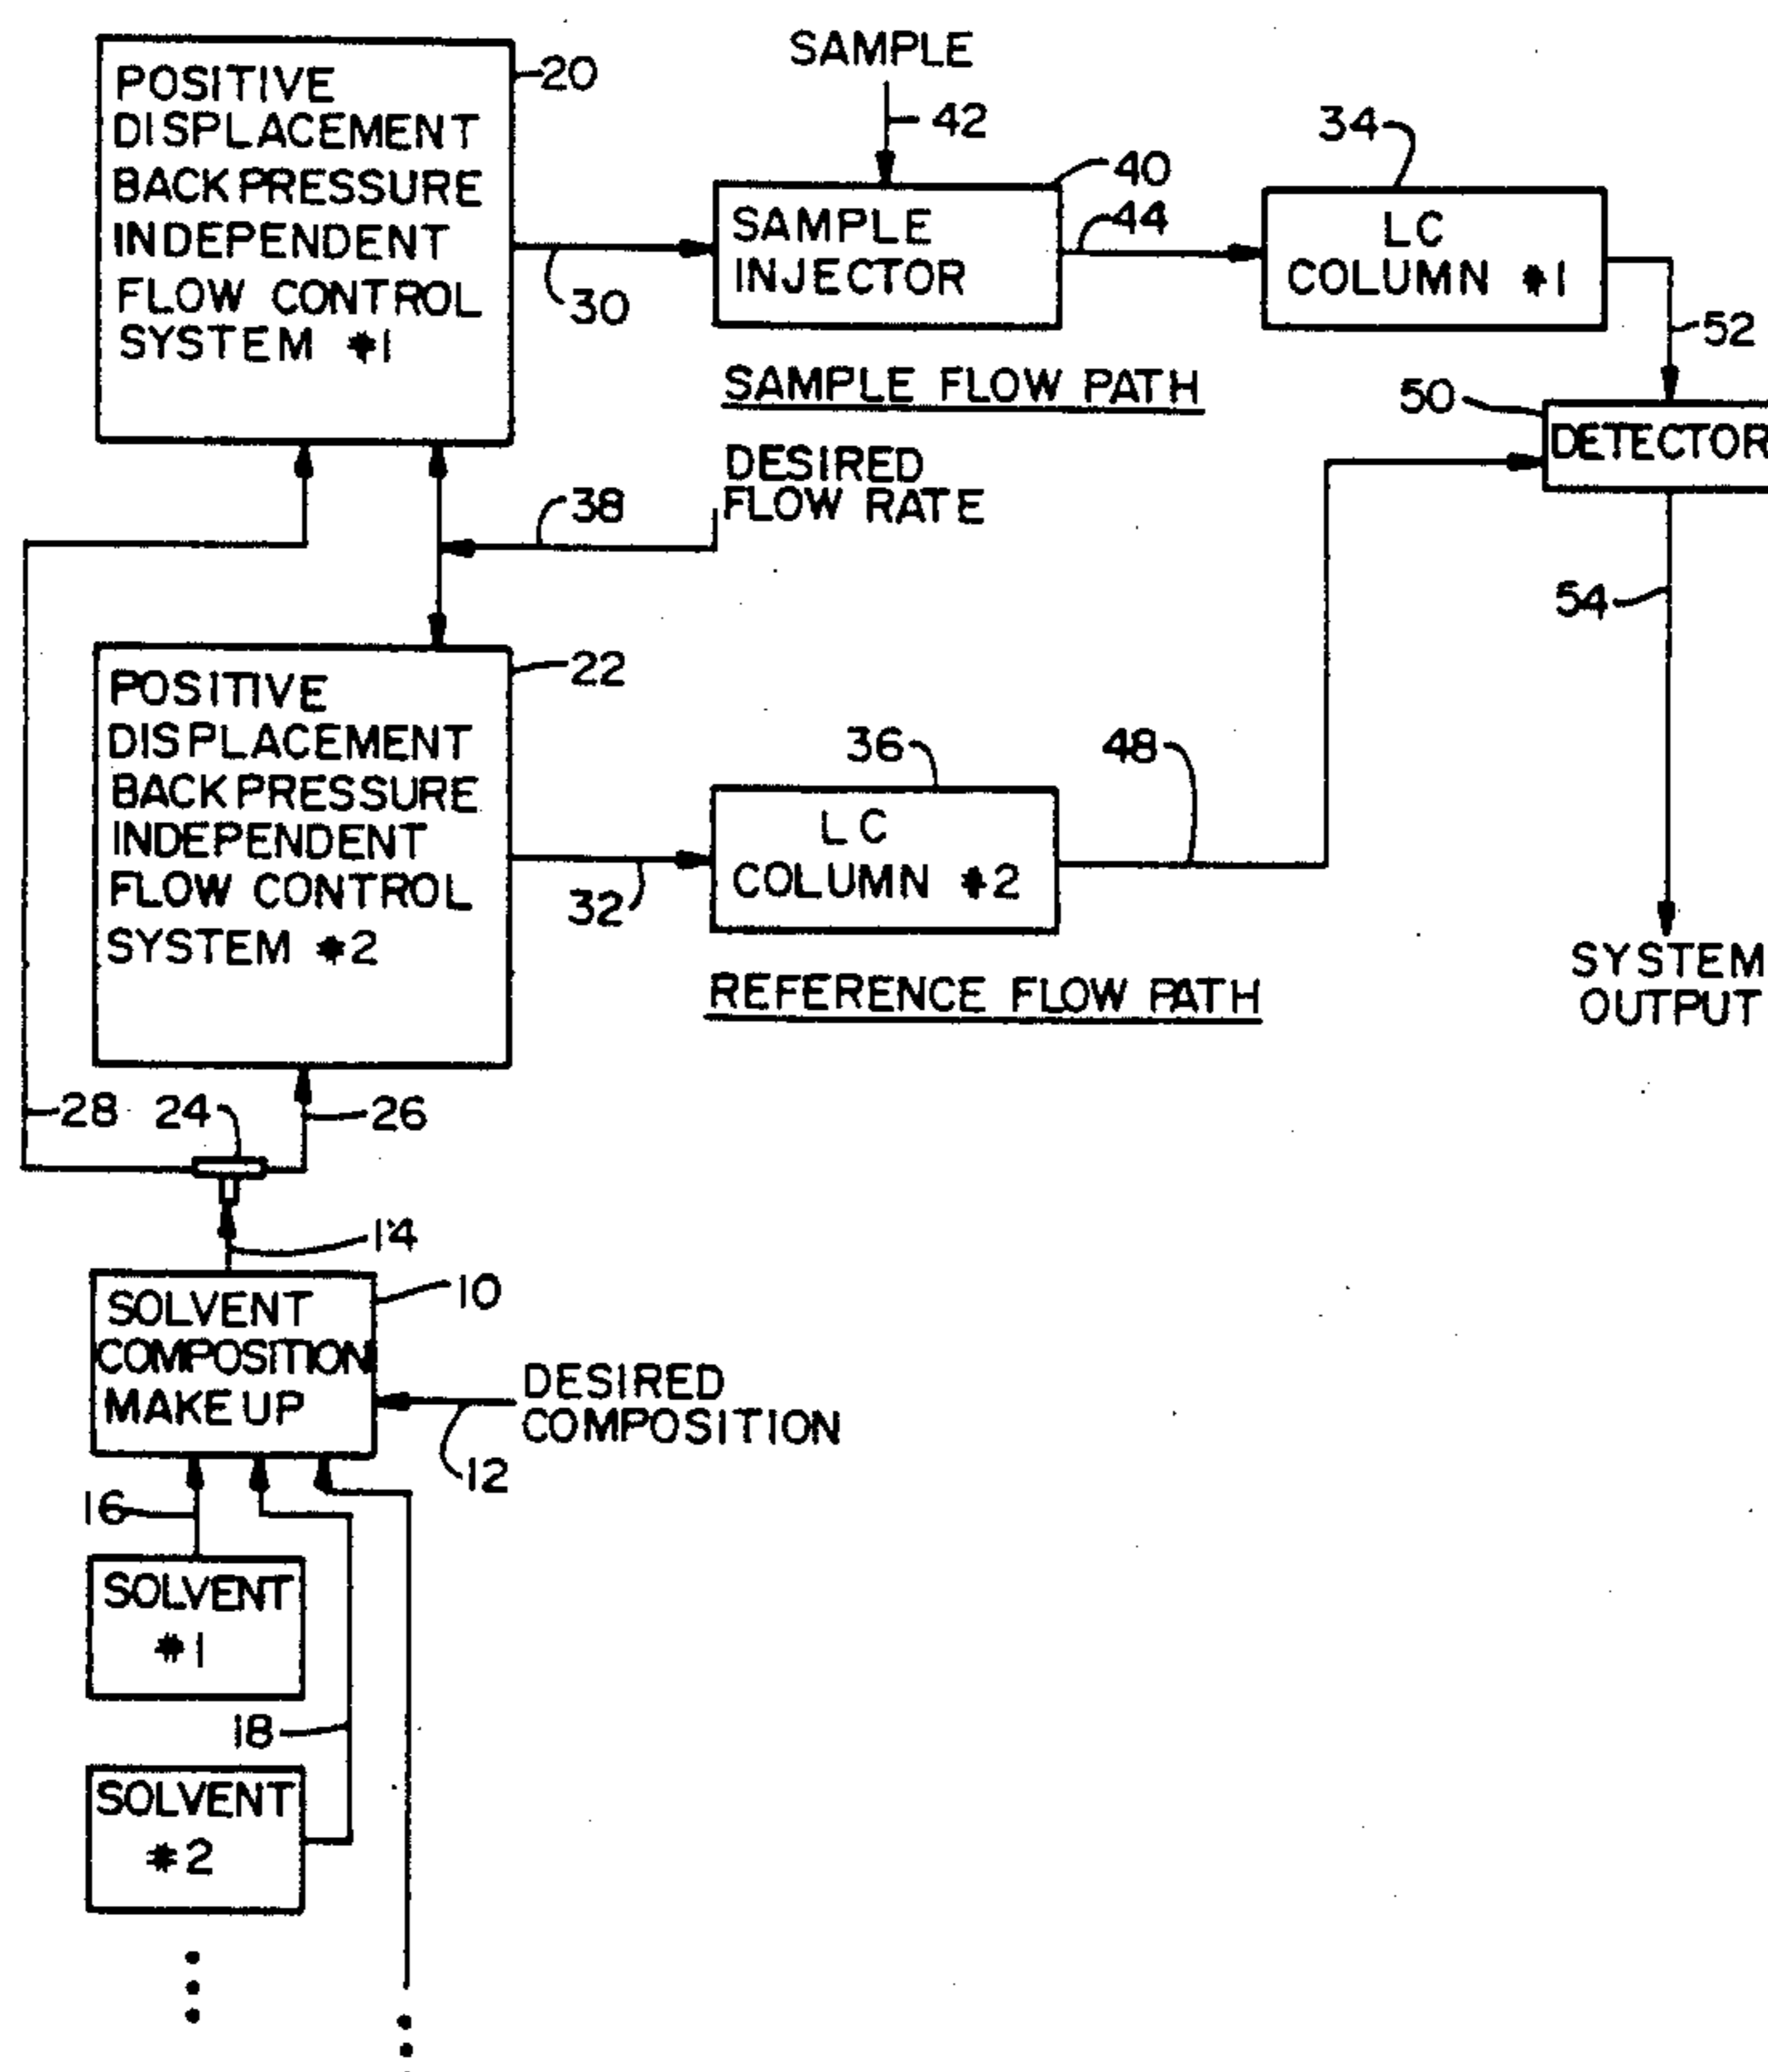 POSITIVE
DISPLACEMENT
BACKPRESSURE
INDEPENDENT
FLOW CONTROL
SYSTEM #1
20
SAMPLE
42
30
SAMPLE
INJECTOR
40
44
34
LC
COLUMN #1
52
SAMPLE FLOW PATH
50
DETECTOR
DESIRED
FLOW RATE
38
54
POSITIVE
DISPLACEMENT
BACKPRESSURE
INDEPENDENT
FLOW CONTROL
SYSTEM #2
22
32
36
LC
COLUMN #2
48
REFERENCE FLOW PATH
SYSTEM
OUTPUT
28
24
26
14
SOLVENT
COMPOSITION
MAKEUP
10
DESIRED
COMPOSITION
12
16
SOLVENT
#1
18
SOLVENT
#2